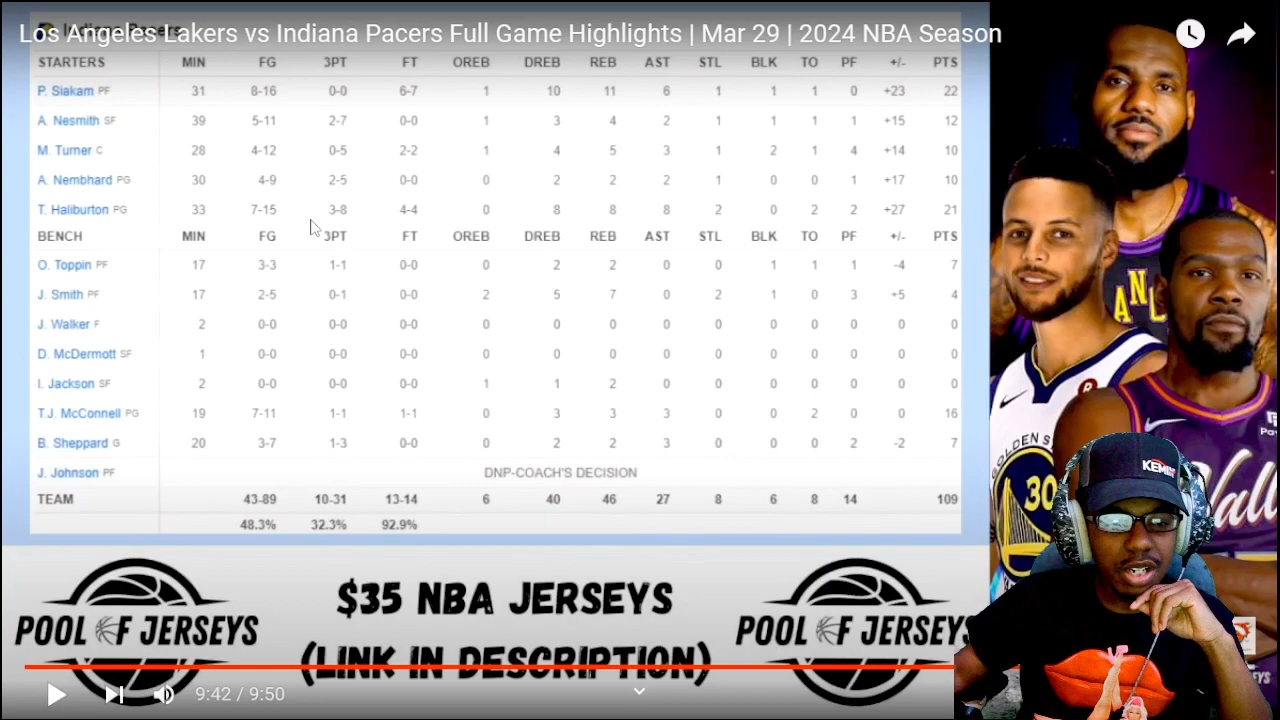 Los Angeles Lakers vs Indiana Pacers Full Game Highlights | Mar 29 | 2024 NBA Season
Indiana Pacers
STARTERS MIN FG 3PT FT OREB DREB REB AST STL BLK TO PF +/- PTS
P. Siakam PF 31 8-16 0-0 6-7 1 10 11 6 1 1 1 0 +23 22
A. Nesmith SF 39 5-11 2-7 0-0 1 3 4 2 1 1 1 1 +15 12
M. Turner C 28 4-12 0-5 2-2 1 4 5 3 1 2 1 4 +14 10
A. Nembhard PG 30 4-9 2-5 0-0 0 2 2 2 1 0 0 1 +17 10
T. Haliburton PG 33 7-15 3-8 4-4 0 8 8 8 2 0 2 2 +27 21
BENCH MIN FG 3PT FT OREB DREB REB AST STL BLK TO PF +/- PTS
O. Toppin PF 17 3-3 1-1 0-0 0 2 2 0 0 1 1 1 -4 7
J. Smith PF 17 2-5 0-1 0-0 2 5 7 0 2 1 0 3 +5 4
J. Walker F 2 0-0 0-0 0-0 0 0 0 0 0 0 0 0 0 0
D. McDermott SF 1 0-0 0-0 0-0 0 0 0 0 0 0 0 0 0 0
I. Jackson SF 2 0-0 0-0 0-0 1 1 2 0 0 0 0 0 0 0
T.J. McConnell PG 19 7-11 1-1 1-1 0 3 3 3 0 0 2 0 0 16
B. Sheppard G 20 3-7 1-3 0-0 0 2 2 3 0 0 0 2 -2 7
J. Johnson PF DNP-COACH'S DECISION
TEAM 43-89 10-31 13-14 6 40 46 27 8 6 8 14 109
48.3% 32.3% 92.9%
POOL OF JERSEYS
$35 NBA JERSEYS
(LINK IN DESCRIPTION)
POOL OF JERSEYS
9:42 / 9:50
GOLDEN S
30